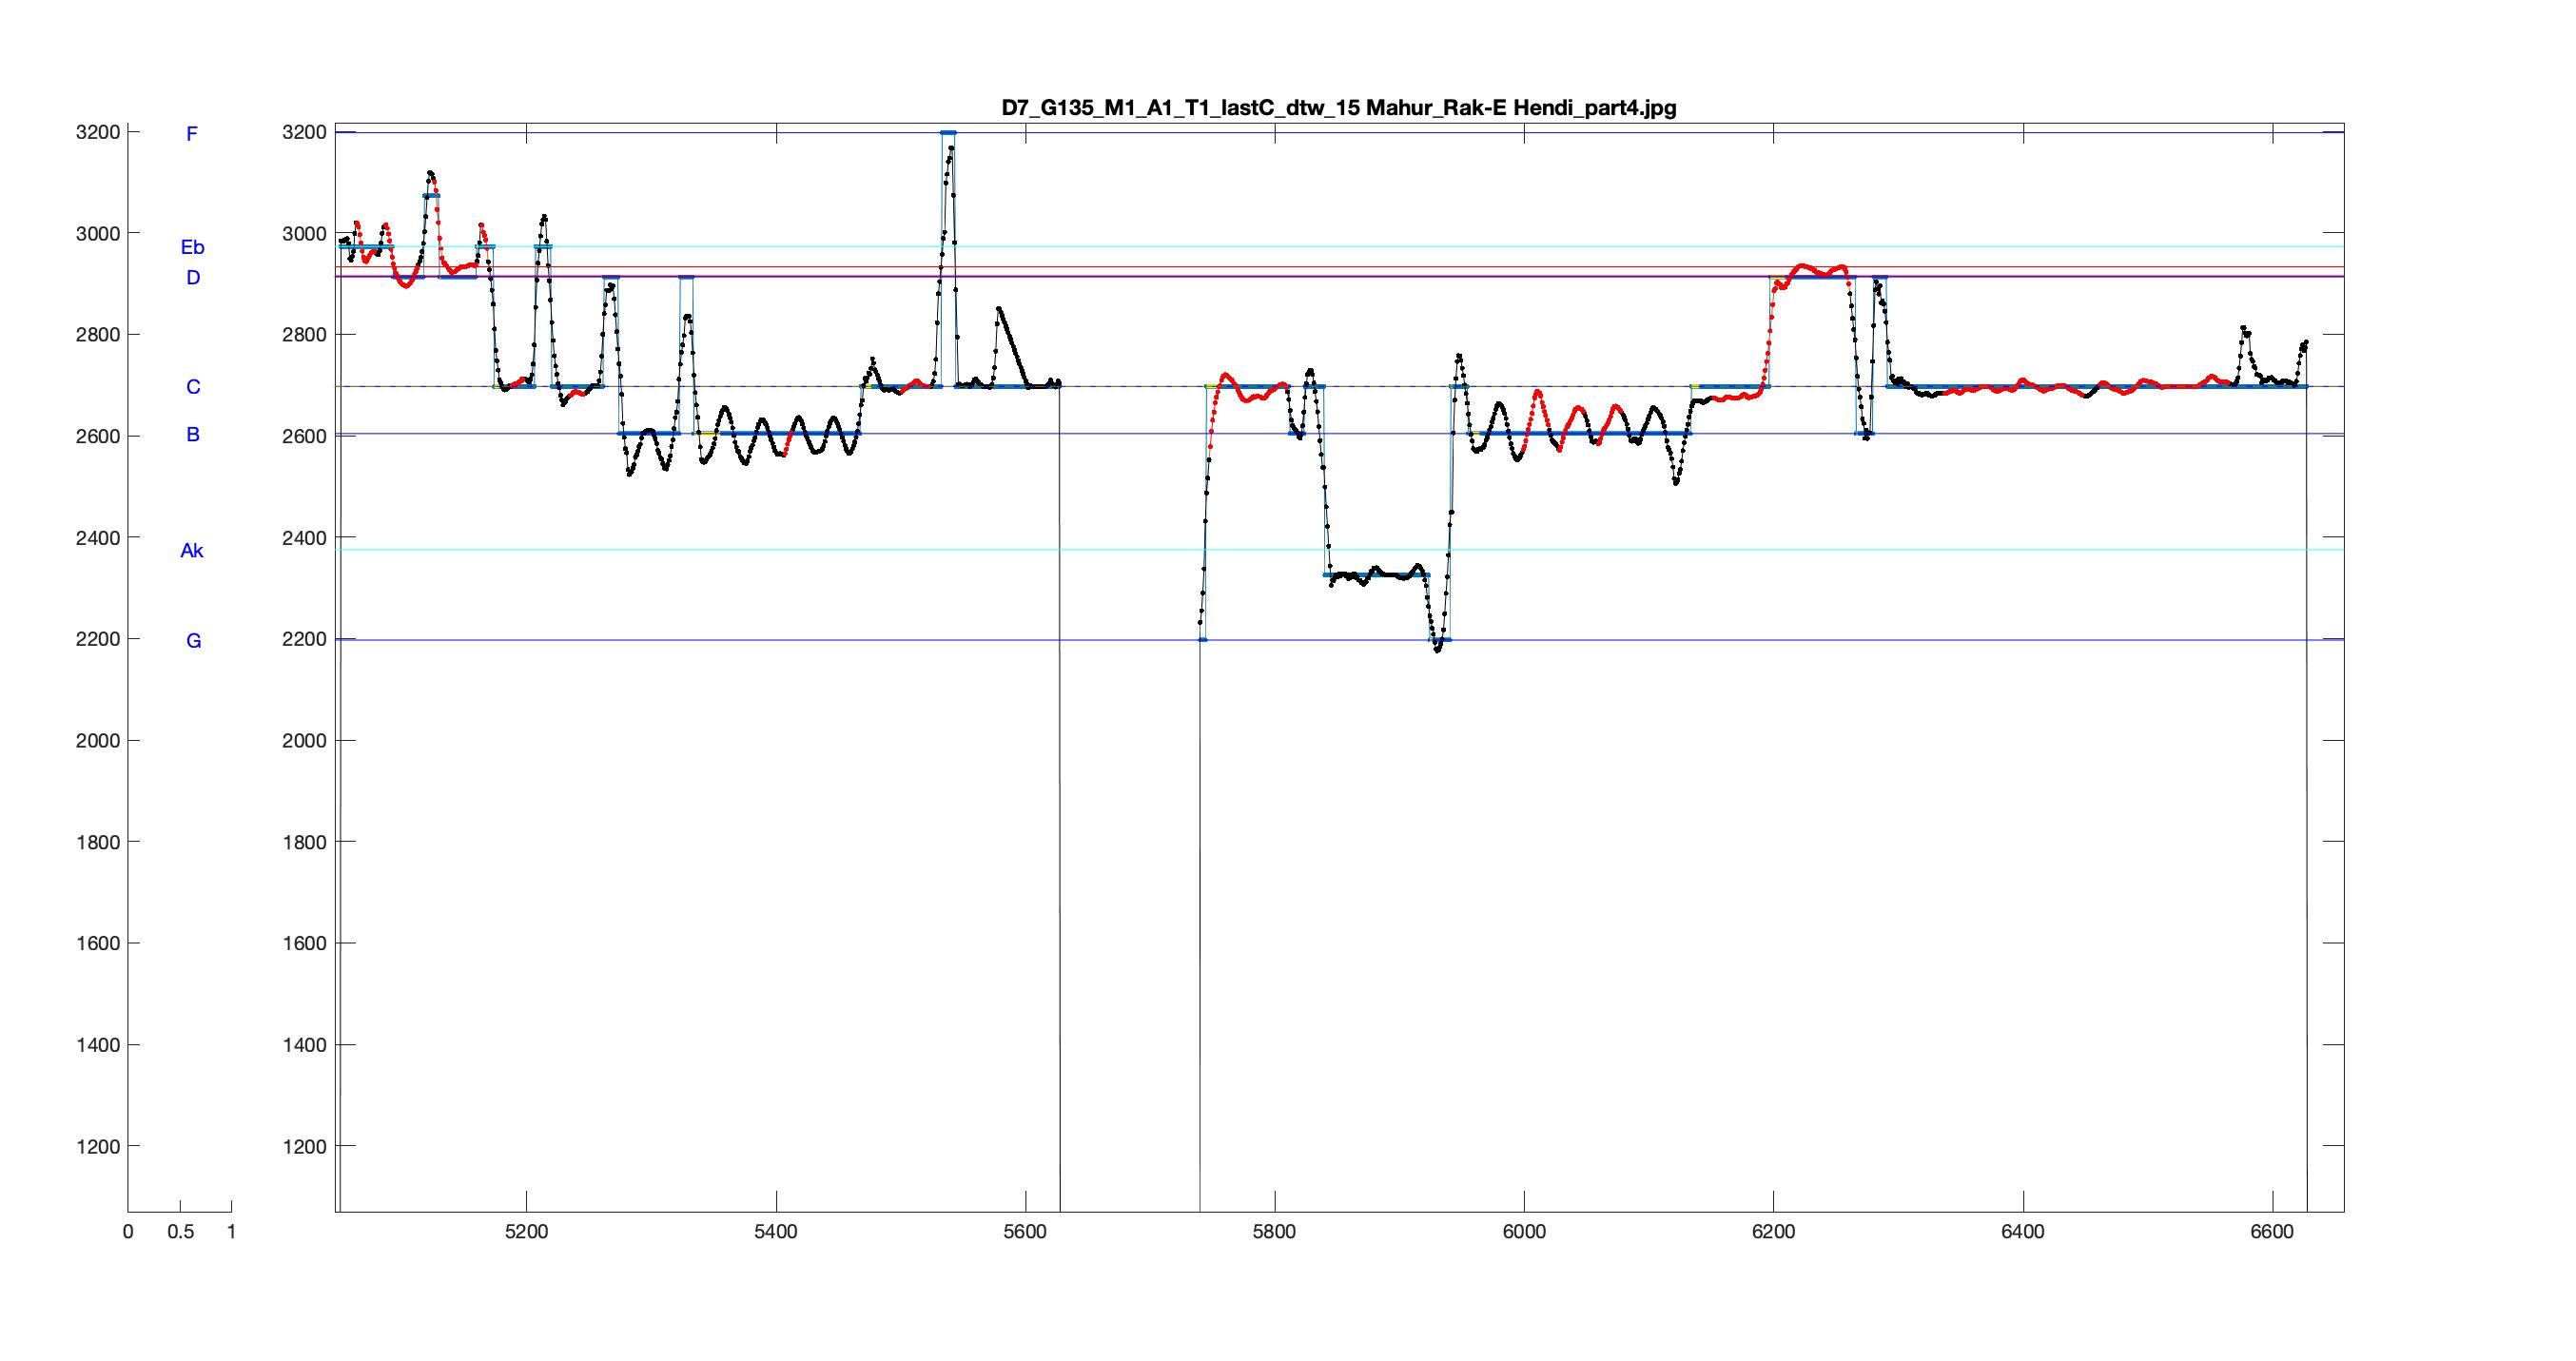 D7_G135_M1_A1_T1_lastC_dtw_15 Mahur_Rak-E Hendi_part4.jpg
3200 F 3200
3000 3000
Eb
D
2800 2800
C
2600 B 2600
2400 2400
Ak
2200 G 2200
2000 2000
1800 1800
1600 1600
1400 1400
1200 1200
0 0.5 1 5200 5400 5600 5800 6000 6200 6400 6600